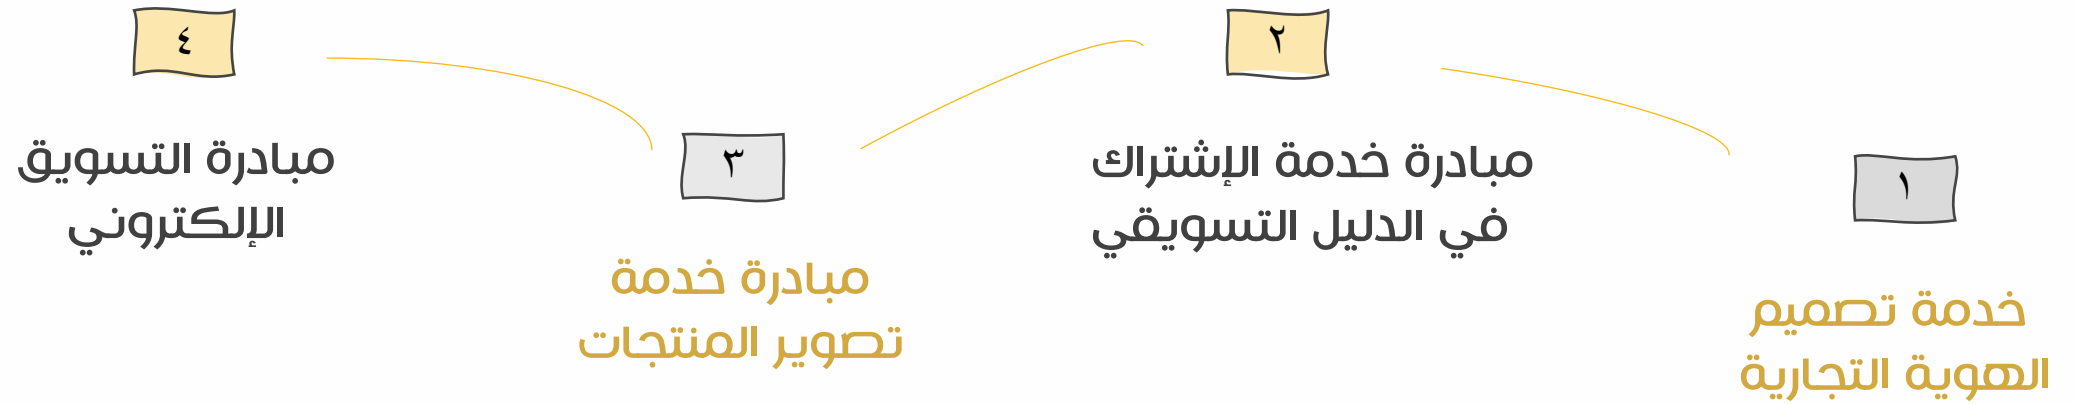 ١
خدمة تصميم
الهوية التجارية
٢
مبادرة خدمة الإشتراك
في الدليل التسويقي
٣
مبادرة خدمة
تصوير المنتجات
٤
مبادرة التسويق
الإلكتروني